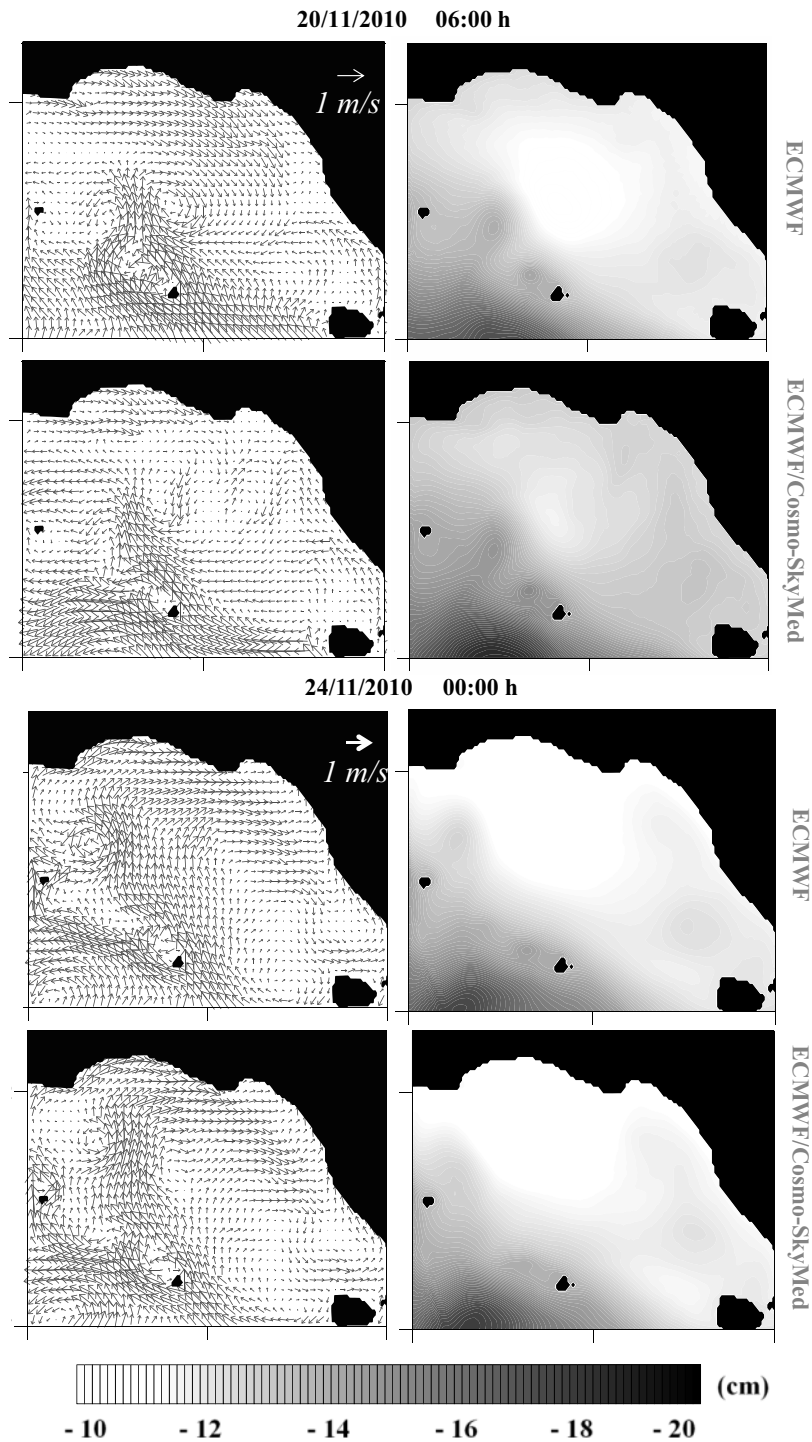 20/11/2010 06:00 h
1 m/s
ECMWF
ECMWF/Cosmo-SkyMed
24/11/2010 00:00 h
1 m/s
ECMWF
ECMWF/Cosmo-SkyMed
(cm)
- 10 - 12 - 14 - 16 - 18 - 20